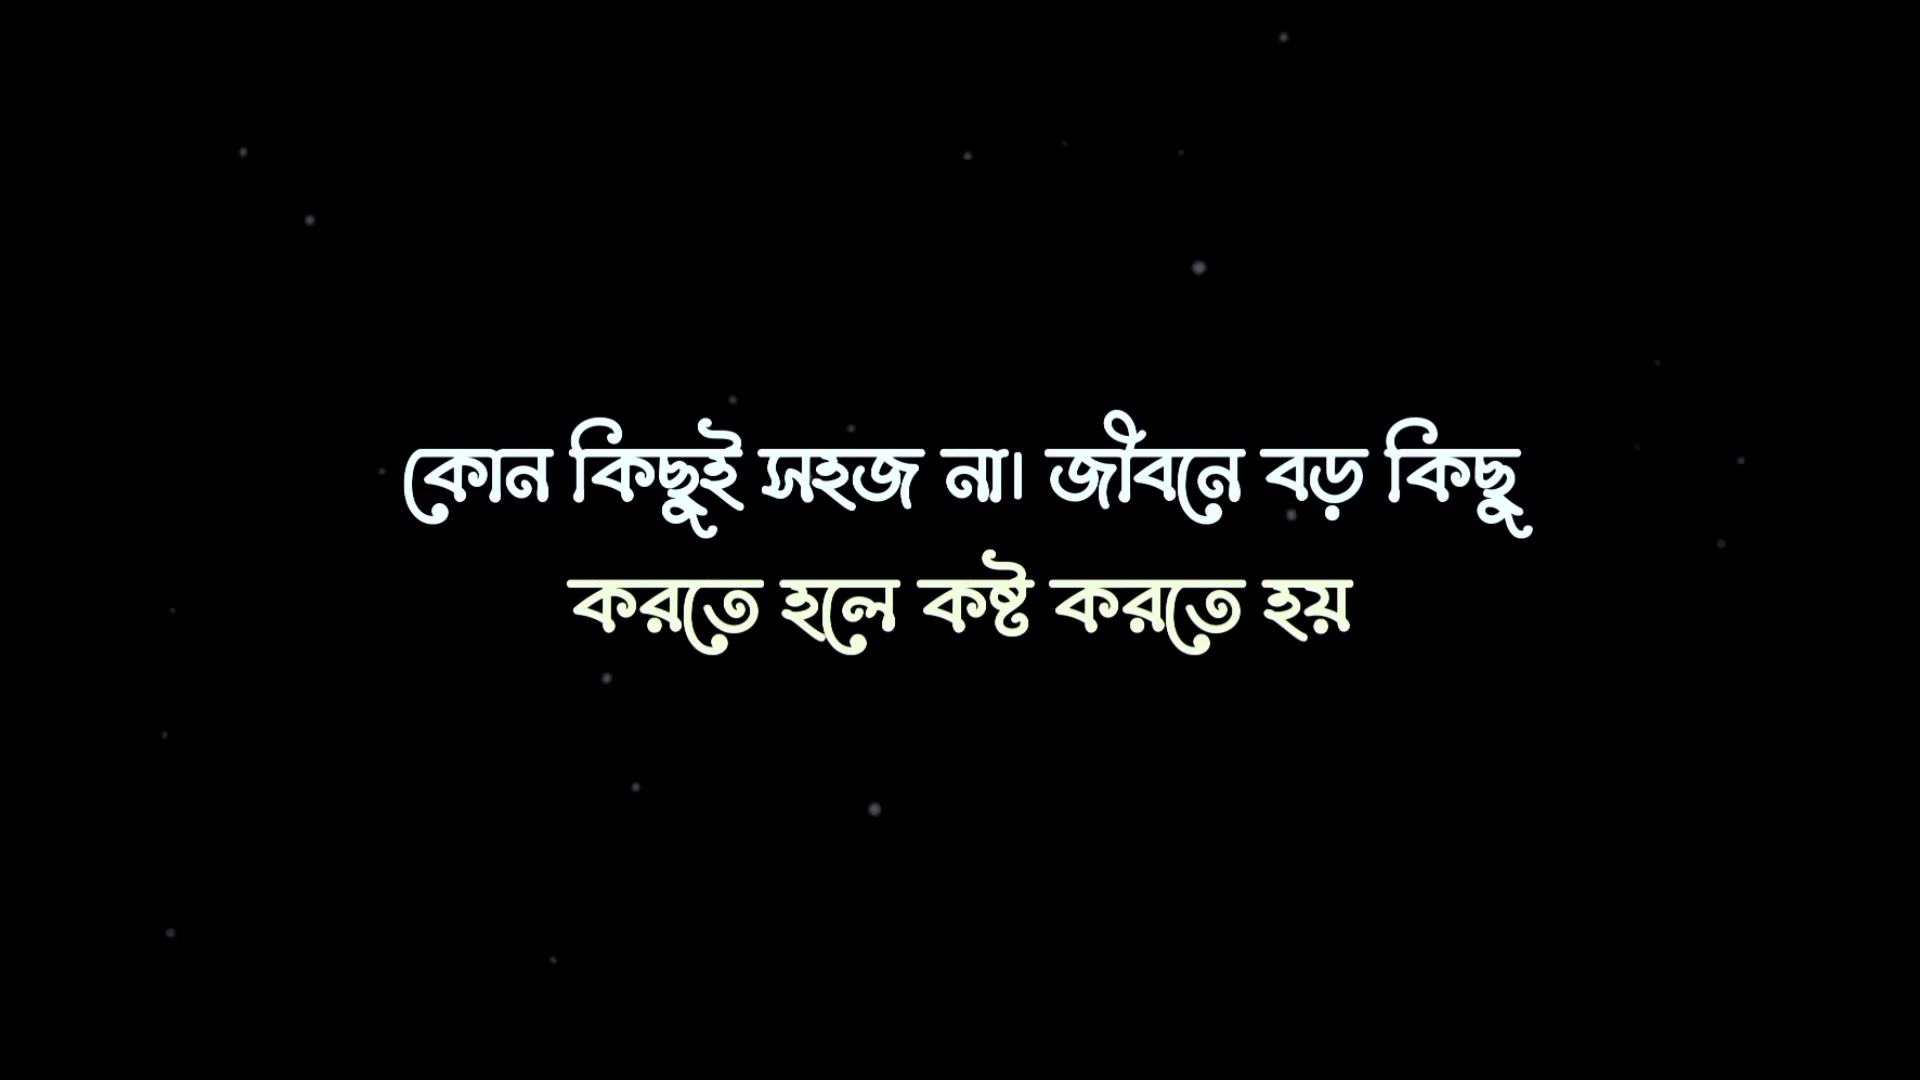 কোন কিছুই সহজ না। জীবনে বড় কিছু
করতে হলে কষ্ট করতে হয়